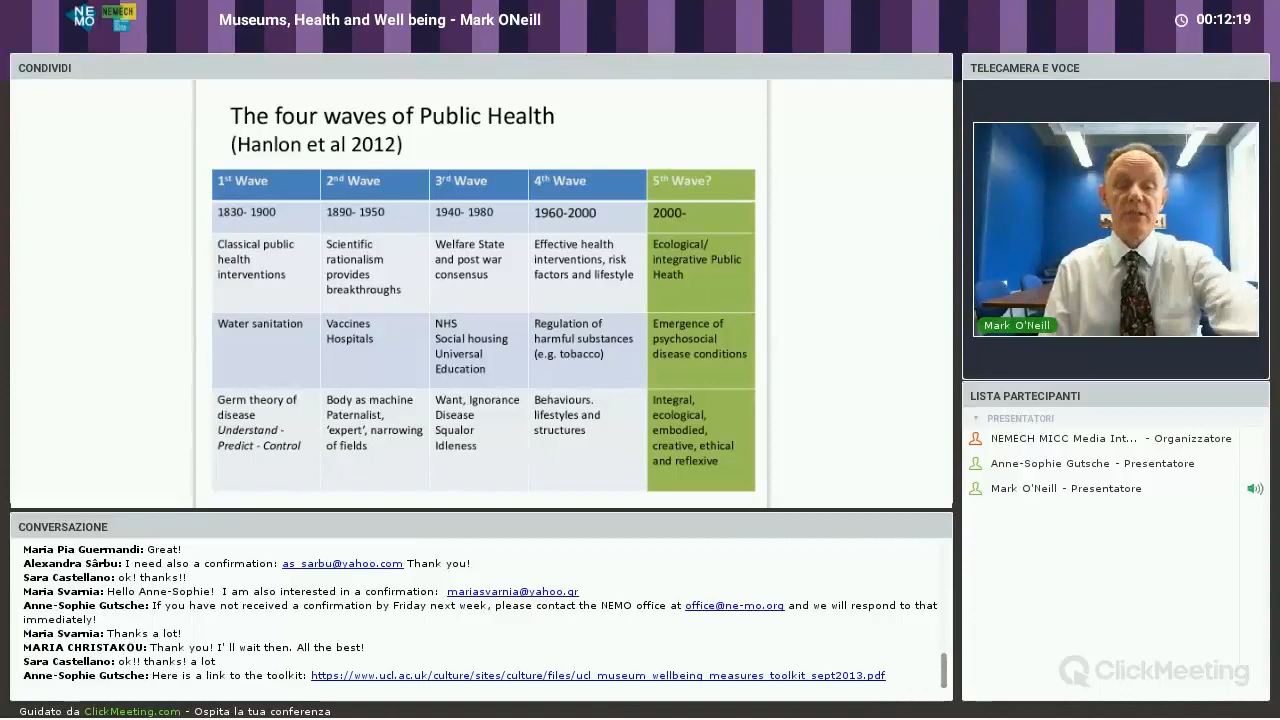 NE
MO
NEMECH
Museums, Health and Well being - Mark ONeill
00:12:19
CONDIVIDI
The four waves of Public Health
(Hanlon et al 2012)
1st Wave
2nd Wave
3rd Wave
4th Wave
5th Wave?
1830- 1900
1890- 1950
1940- 1980
1960-2000
2000-
Classical public
health
interventions
Scientific
rationalism
provides
breakthroughs
Welfare State
and post war
consensus
Effective health
interventions, risk
factors and lifestyle
Ecological/
integrative Public
Heath
Water sanitation
Vaccines
Hospitals
NHS
Social housing
Universal
Education
Regulation of
harmful substances
(e.g. tobacco)
Emergence of
psychosocial
disease conditions
Germ theory of
disease
Understand -
Predict - Control
Body as machine
Paternalist,
‘expert’, narrowing
of fields
Want, Ignorance
Disease
Squalor
Idleness
Behaviours.
lifestyles and
structures
Integral,
ecological,
embodied,
creative, ethical
and reflexive
TELECAMERA E VOCE
Mark O'Neill
LISTA PARTECIPANTI
PRESENTATORI
NEMECH MICC Media Int... - Organizzatore
Anne-Sophie Gutsche - Presentatore
Mark O'Neill - Presentatore
CONVERSAZIONE
Maria Pia Guermandi: Great!
Alexandra Sârbu: I need also a confirmation: as_sarbu@yahoo.com Thank you!
Sara Castellano: ok! thanks!!
Maria Svarnia: Hello Anne-Sophie! I am also interested in a confirmation: mariasvarnia@yahoo.gr
Anne-Sophie Gutsche: If you have not received a confirmation by Friday next week, please contact the NEMO office at office@ne-mo.org and we will respond to that
immediately!
Maria Svarnia: Thanks a lot!
MARIA CHRISTAKOU: Thank you! I'll wait then. All the best!
Sara Castellano: ok!! thanks! a lot
Anne-Sophie Gutsche: Here is a link to the toolkit: https://www.ucl.ac.uk/culture/sites/culture/files/ucl_museum_wellbeing_measures_toolkit_sept2013.pdf
ClickMeeting
Guidato da ClickMeeting.com - Ospita la tua conferenza